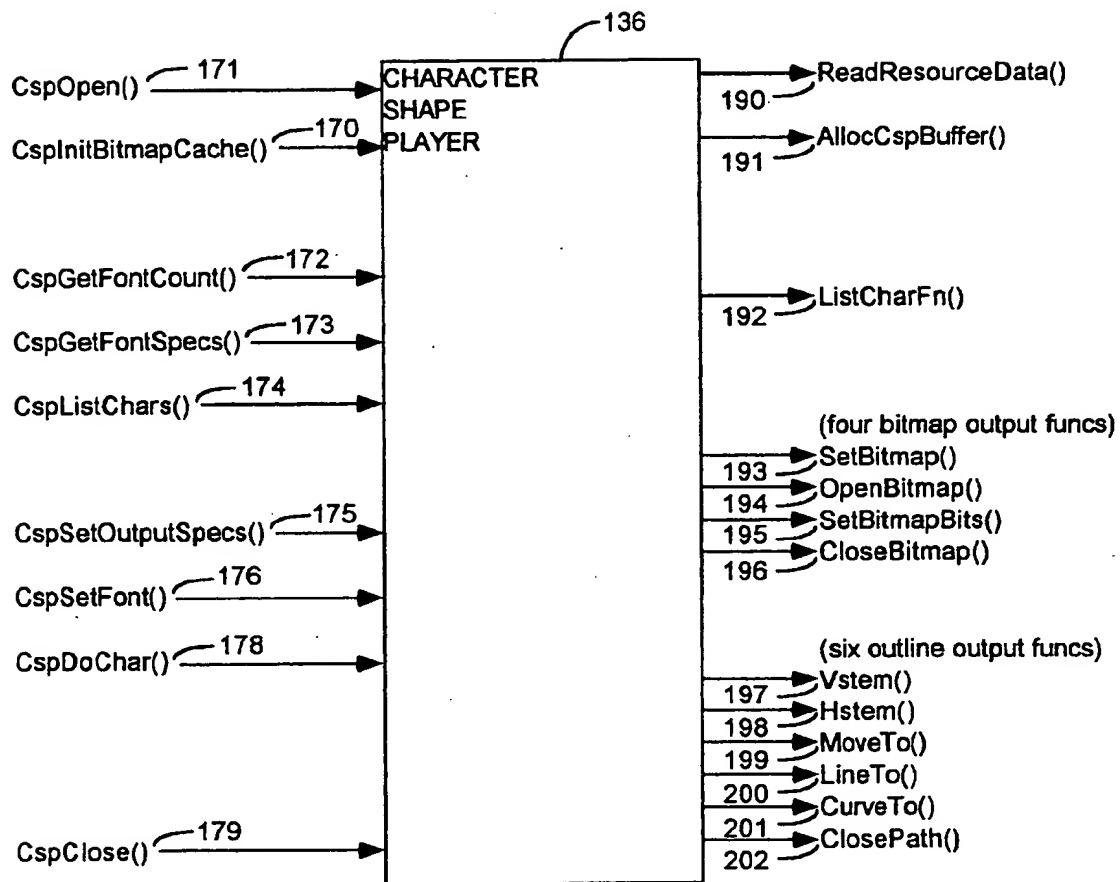 136
CspOpen()
171
CspInitBitmapCache()
170
CspGetFontCount()
172
CspGetFontSpecs()
173
CspListChars()
174
CspSetOutputSpecs()
175
CspSetFont()
176
CspDoChar()
178
CspClose()
179
CHARACTER
SHAPE
PLAYER
ReadResourceData()
190
AllocCspBuffer()
191
ListCharFn()
192
(four bitmap output funcs)
SetBitmap()
193
OpenBitmap()
194
SetBitmapBits()
195
CloseBitmap()
196
(six outline output funcs)
Vstem()
197
Hstem()
198
MoveTo()
199
LineTo()
200
CurveTo()
201
ClosePath()
202